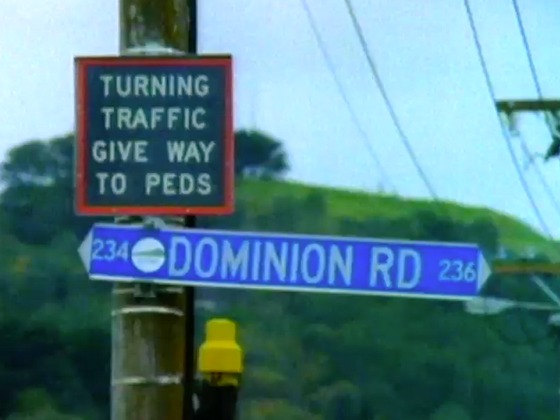 TURNING
TRAFFIC
GIVE WAY
TO PEDS
234 DOMINION RD 236